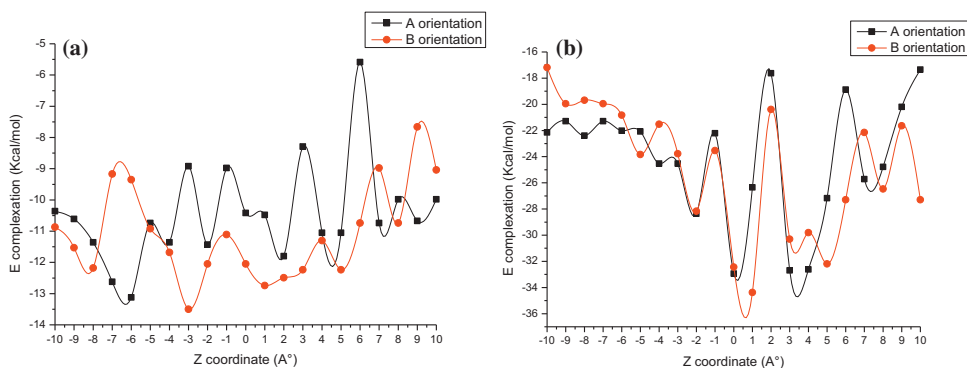 (a)
A orientation
B orientation
E complexation (Kcal/mol)
-5
-6
-7
-8
-9
-10
-11
-12
-13
-14
-10 -9 -8 -7 -6 -5 -4 -3 -2 -1 0 1 2 3 4 5 6 7 8 9 10
Z coordinate (A°)
(b)
A orientation
B orientation
E complexation (Kcal/mol)
-16
-18
-20
-22
-24
-26
-28
-30
-32
-34
-36
-10 -9 -8 -7 -6 -5 -4 -3 -2 -1 0 1 2 3 4 5 6 7 8 9 10
Z coordinate (A°)